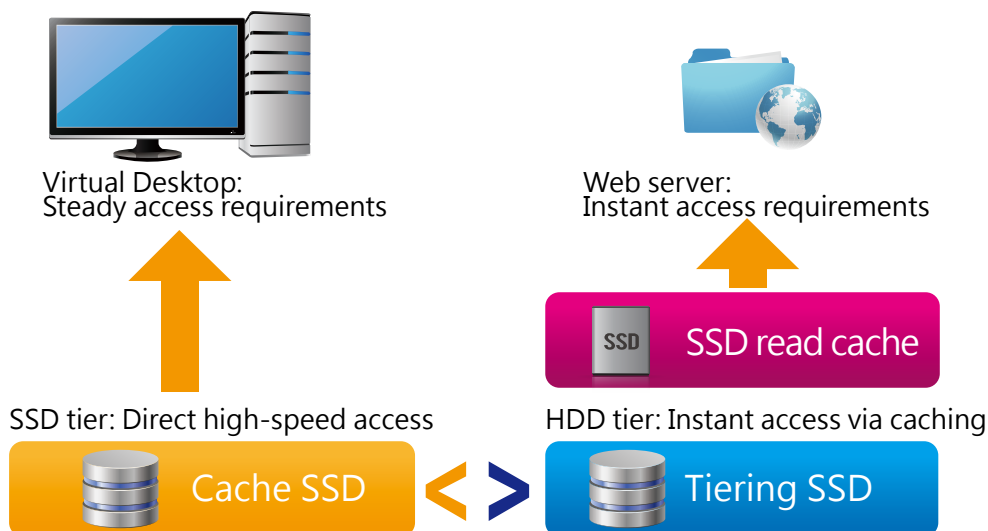 Virtual Desktop:
Steady access requirements
Web server:
Instant access requirements
SSD
SSD read cache
SSD tier: Direct high-speed access
HDD tier: Instant access via caching
Cache SSD
< >
Tiering SSD